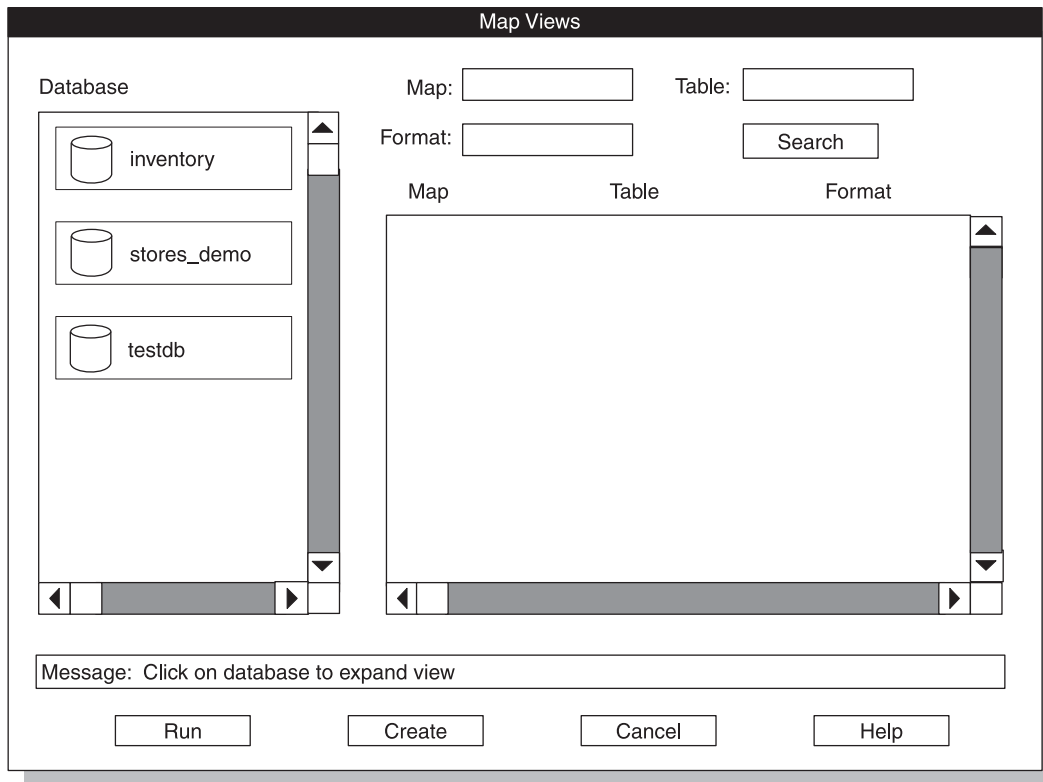 Map Views
Database
Map:
Table:
Format:
Search
inventory
stores_demo
testdb
Map Table Format
Message: Click on database to expand view
Run Create Cancel Help